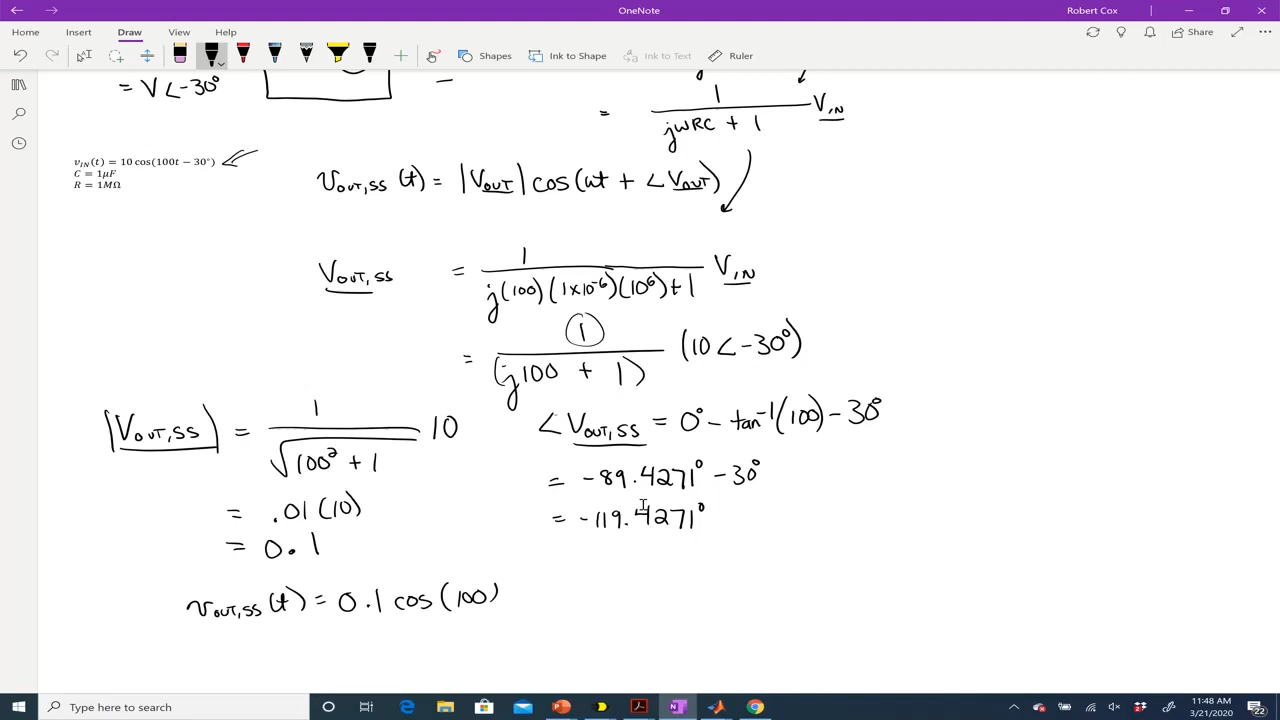 OneNote
Robert Cox
Home Insert Draw View Help
Share
Shapes Ink to Shape Ink to Text Ruler
= V∠-30°
1
= jωRC + 1 V_IN
v_IN(t) = 10 cos(100t − 30°)
C = 1μF
R = 1MΩ
v_OUT,SS (t) = |V_OUT| cos(ωt + ∠V_OUT)
1
V_OUT,SS = j(100)(1x10^-6)(10^6)+1 V_IN
1
= (j100 + 1) (10∠-30°)
|V_OUT,SS| = 1 / √(100² + 1) 10
∠V_OUT,SS = 0° - tan^-1(100) - 30°
= .01(10)
= 0.1
= -89.4271° - 30°
= -119.4271°
v_OUT,SS (t) = 0.1 cos(100)
Type here to search
11:48 AM
3/21/2020
22